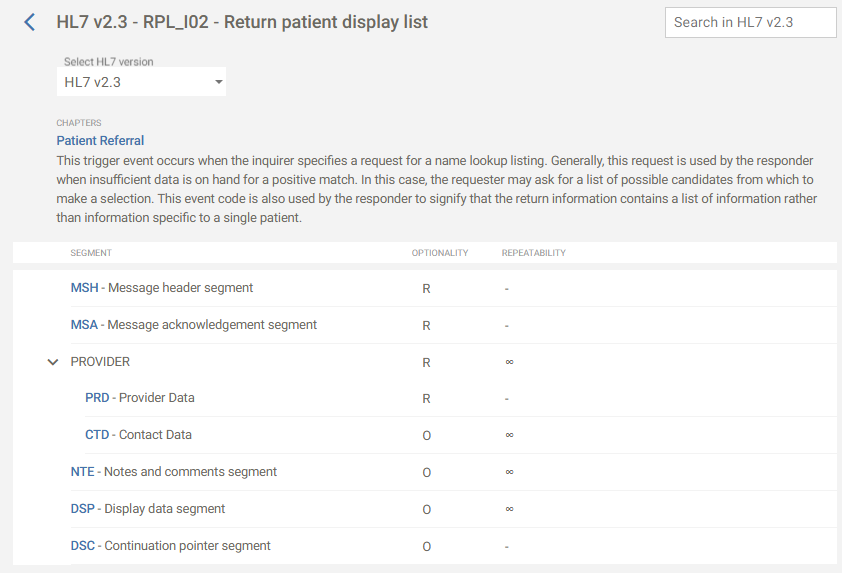 HL7 v2.3 - RPL_I02 - Return patient display list
Search in HL7 v2.3
Select HL7 version
HL7 v2.3
CHAPTERS
Patient Referral
This trigger event occurs when the inquirer specifies a request for a name lookup listing. Generally, this request is used by the responder
when insufficient data is on hand for a positive match. In this case, the requester may ask for a list of possible candidates from which to
make a selection. This event code is also used by the responder to signify that the return information contains a list of information rather
than information specific to a single patient.
SEGMENT OPTIONALITY REPEATABILITY
MSH - Message header segment R -
MSA - Message acknowledgement segment R -
PROVIDER R ∞
PRD - Provider Data R -
CTD - Contact Data O ∞
NTE - Notes and comments segment O ∞
DSP - Display data segment O ∞
DSC - Continuation pointer segment O -